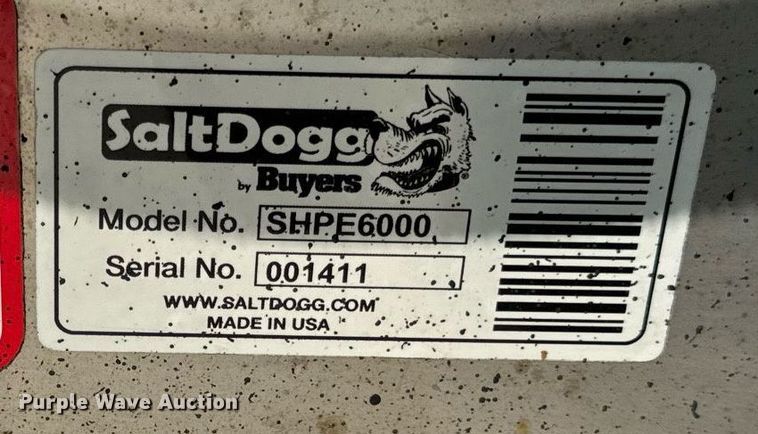 SaltDogg
by Buyers
Model No. SHPE6000
Serial No. 001411
WWW.SALTDOGG.COM
MADE IN USA
Purple Wave Auction